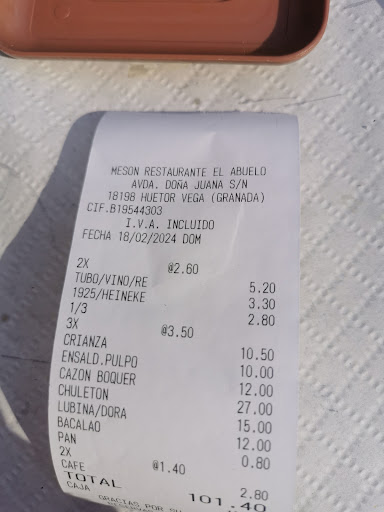 MESON RESTAURANTE EL ABUELO
AVDA. DOÑA JUANA S/N
18198 HUETOR VEGA (GRANADA)
CIF.B19544303
I.V.A. INCLUIDO
FECHA 18/02/2024 DOM
2X @2.60
TUBO/VINO/RE 5.20
1925/HEINEKE 3.30
1/3 2.80
3X @3.50
CRIANZA 10.50
ENSALD.PULPO 10.00
CAZON BOQUER 12.00
CHULETON 27.00
LUBINA/DORA 15.00
BACALAO 12.00
PAN 0.80
2X @1.40
CAFE 2.80
TOTAL 101.40
CAJA
GRACIAS POR SU